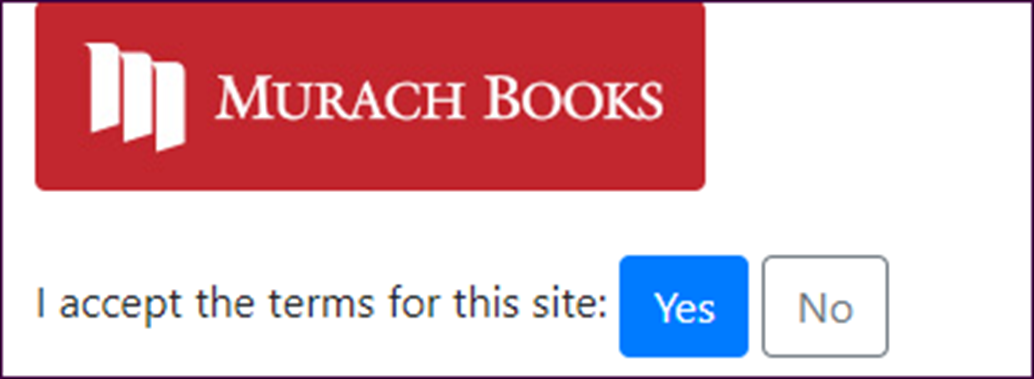 MURACH BOOKS
I accept the terms for this site: Yes No